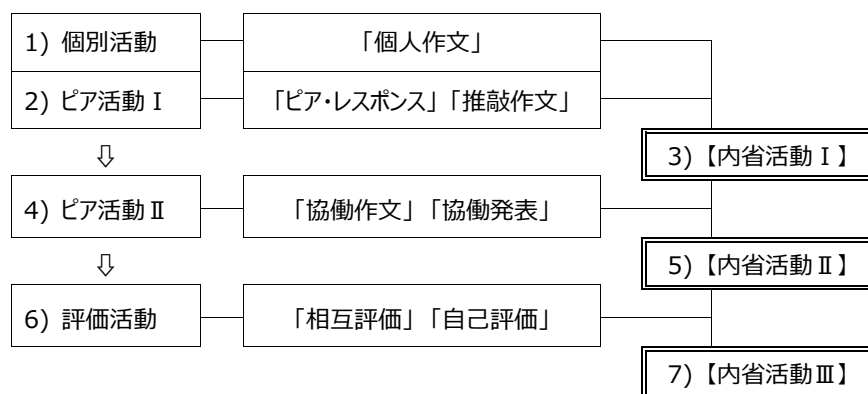 1) 個別活動 「個人作文」
2) ピア活動Ⅰ 「ピア・レスポンス」「推敲作文」
3)【内省活動Ⅰ】
⇩
4) ピア活動Ⅱ 「協働作文」「協働発表」
5)【内省活動Ⅱ】
⇩
6) 評価活動 「相互評価」「自己評価」
7)【内省活動Ⅲ】